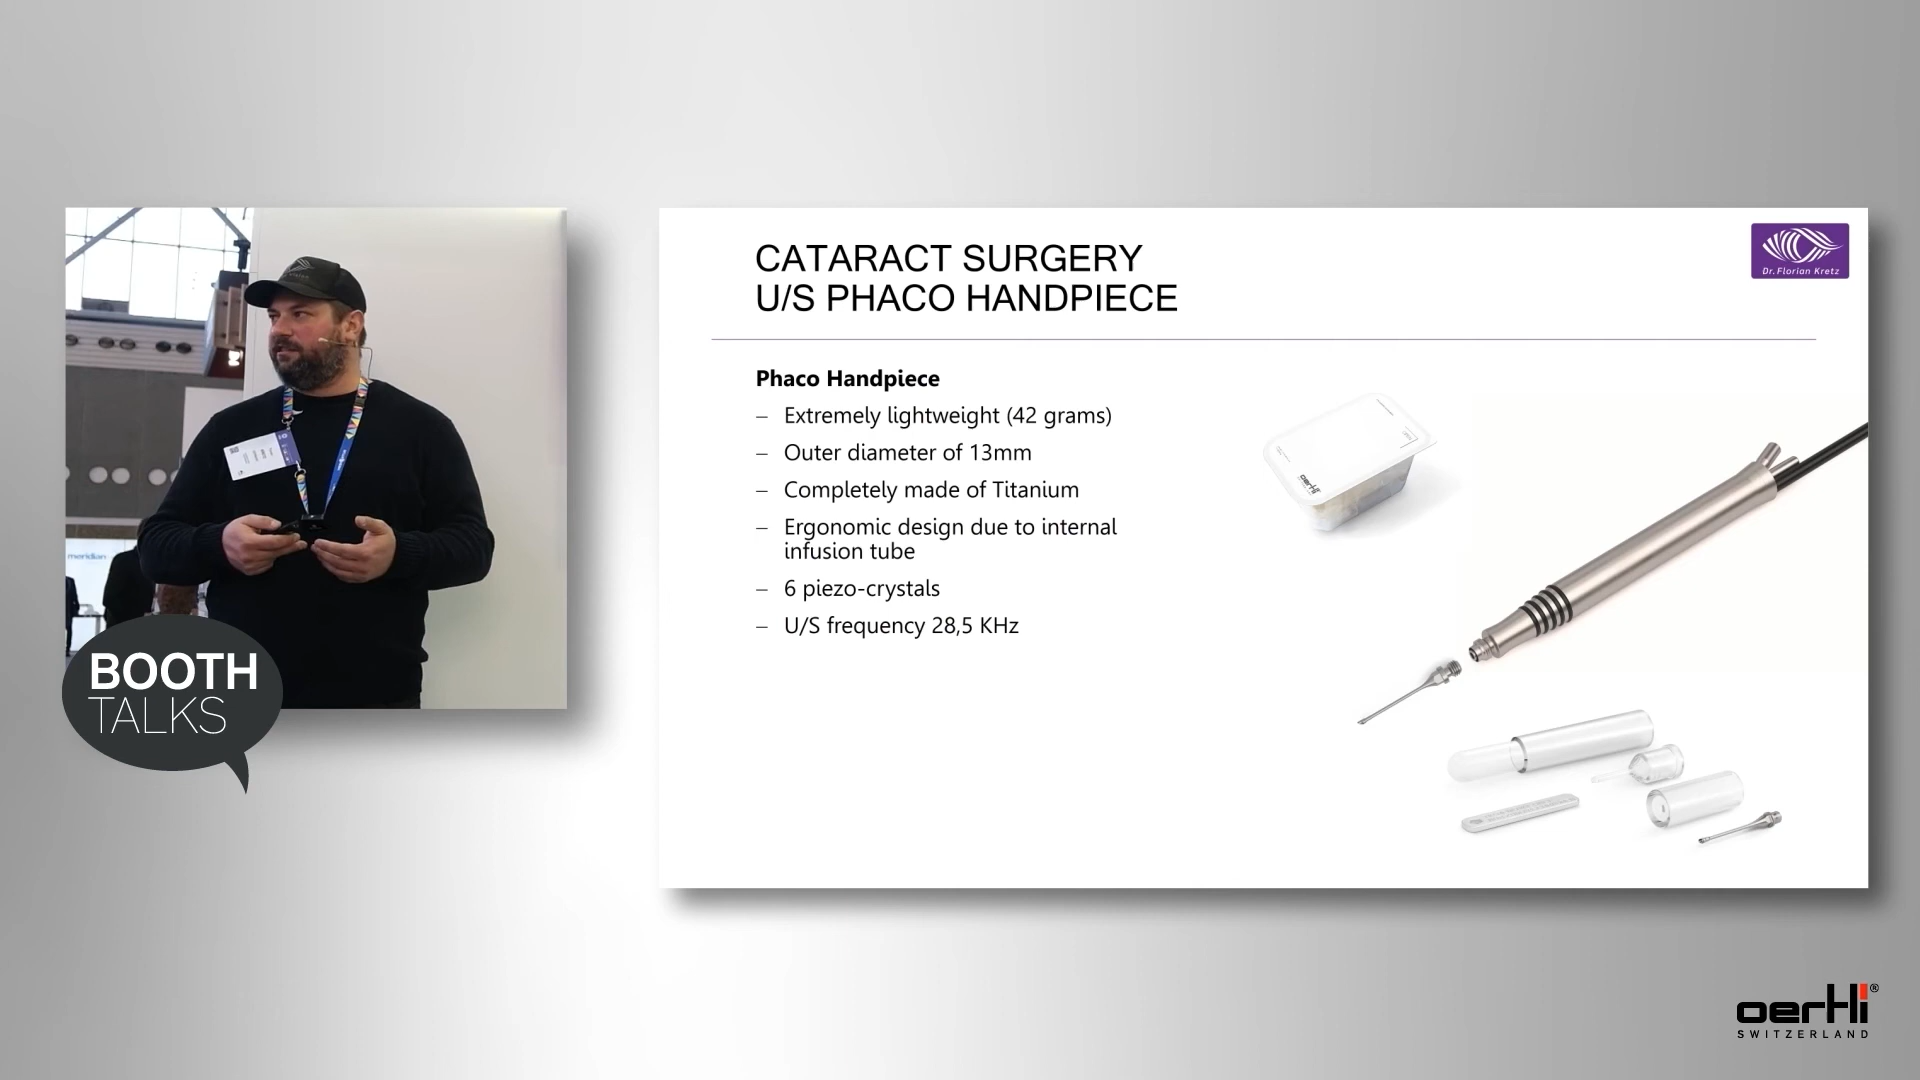 CATARACT SURGERY
U/S PHACO HANDPIECE
Dr. Florian Kretz
Phaco Handpiece
– Extremely lightweight (42 grams)
– Outer diameter of 13mm
– Completely made of Titanium
– Ergonomic design due to internal
infusion tube
– 6 piezo-crystals
– U/S frequency 28,5 KHz
oertli
meridian
BOOTH
TALKS
oertli®
SWITZERLAND